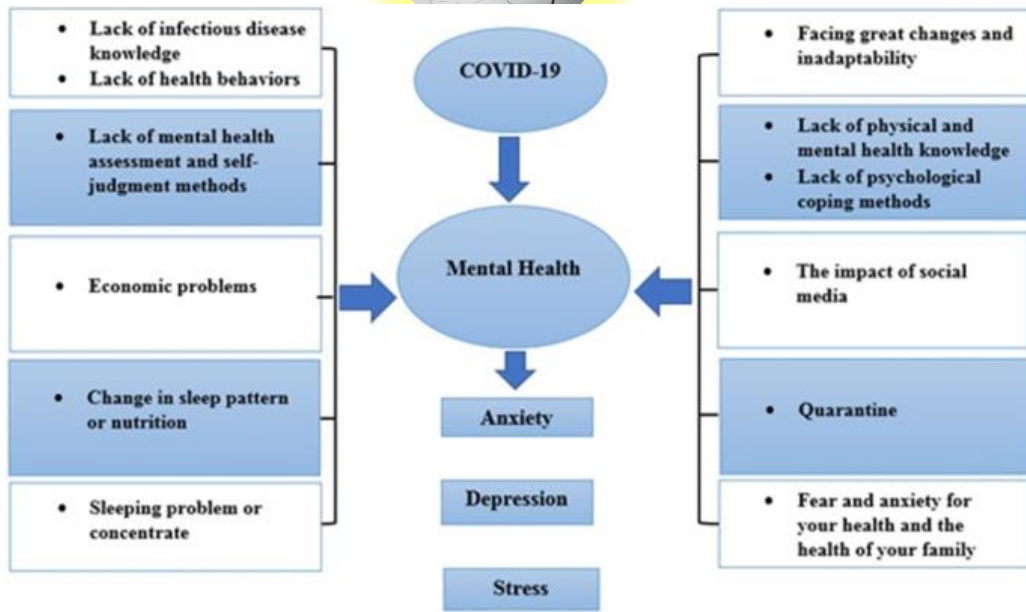 • Lack of infectious disease
knowledge
• Lack of health behaviors
• Lack of mental health
assessment and self-
judgment methods
• Economic problems
• Change in sleep pattern
or nutrition
• Sleeping problem or
concentrate
COVID-19
Mental Health
Anxiety
Depression
Stress
• Facing great changes and
inadaptability
• Lack of physical and
mental health knowledge
• Lack of psychological
coping methods
• The impact of social
media
• Quarantine
• Fear and anxiety for
your health and the
health of your family